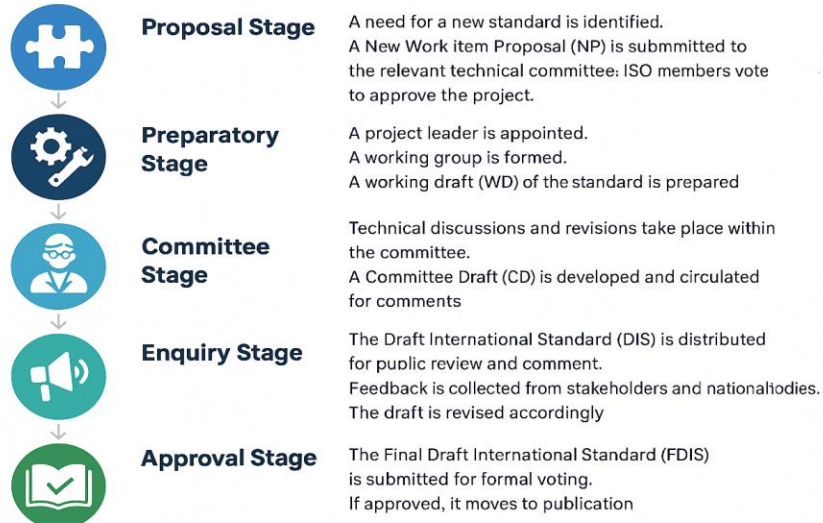 Proposal Stage
A need for a new standard is identified.
A New Work item Proposal (NP) is submmitted to
the relevant technical committee: ISO members vote
to approve the project.
Preparatory
Stage
A project leader is appointed.
A working group is formed.
A working draft (WD) of the standard is prepared
Committee
Stage
Technical discussions and revisions take place within
the committee.
A Committee Draft (CD) is developed and circulated
for comments
Enquiry Stage
The Draft International Standard (DIS) is distributed
for public review and comment.
Feedback is collected from stakeholders and nationaliodies.
The draft is revised accordingly
Approval Stage
The Final Draft International Standard (FDIS)
is submitted for formal voting.
If approved, it moves to publication